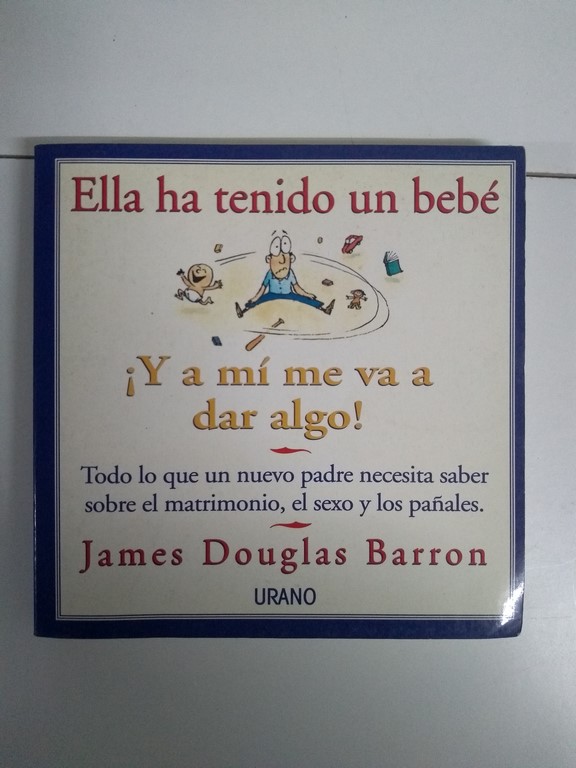 Ella ha tenido un bebé
¡Y a mí me va a
dar algo!
Todo lo que un nuevo padre necesita saber
sobre el matrimonio, el sexo y los pañales.
James Douglas Barron
URANO